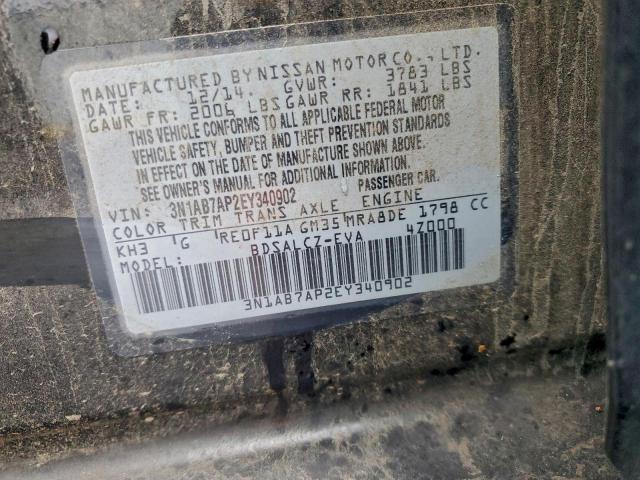 MANUFACTURED BY NISSAN MOTOR CO., LTD.
DATE: 12/14 GVWR: 3783 LBS
GAWR FR: 2006 LBS GAWR RR: 1841 LBS
THIS VEHICLE CONFORMS TO ALL APPLICABLE FEDERAL MOTOR
VEHICLE SAFETY, BUMPER AND THEFT PREVENTION STANDARDS
IN EFFECT ON THE DATE OF MANUFACTURE SHOWN ABOVE.
SEE OWNER'S MANUAL FOR ADDITIONAL INFORMATION.
VIN: 3N1AB7AP2EY340902 PASSENGER CAR.
COLOR TRIM TRANS AXLE ENGINE
KH3 G RE0F11A GM35 MRA8DE 1798 CC
MODEL: BDSALCZ-EVA 4Z000
3N1AB7AP2EY340902